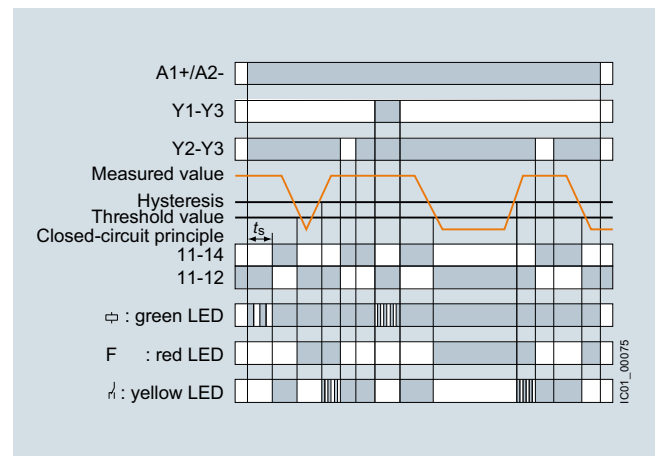 A1+/A2-
Y1-Y3
Y2-Y3
Measured value
Hysteresis
Threshold value
ts
Closed-circuit principle
11-14
11-12
: green LED
F : red LED
: yellow LED
IC01_00075